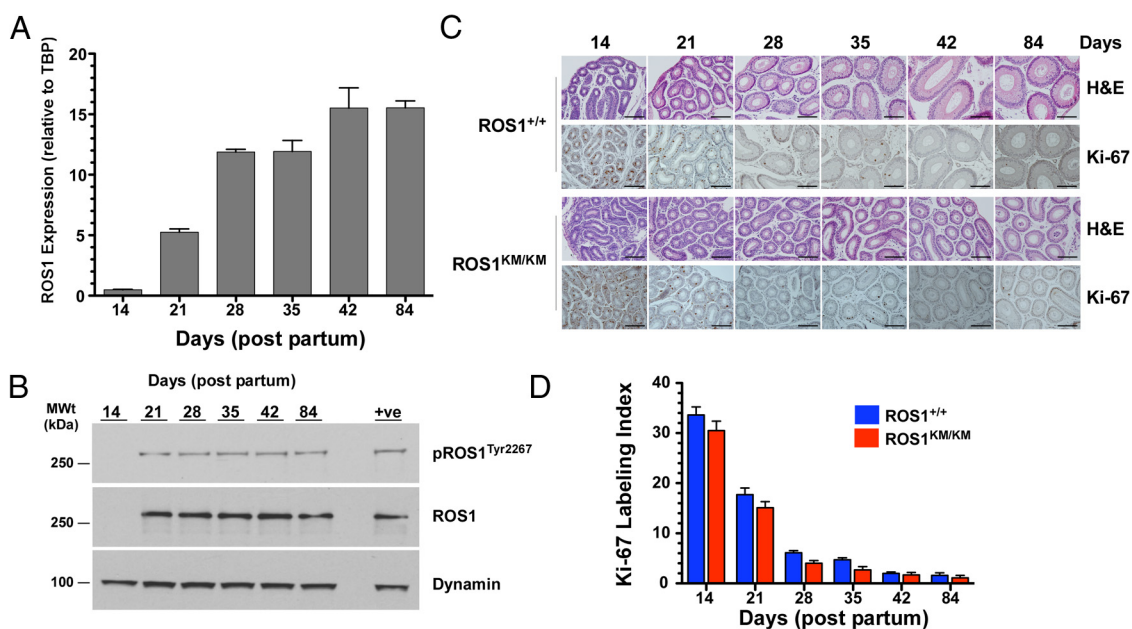 A
ROS1 Expression (relative to TBP)
20
15
10
5
0
14 21 28 35 42 84
Days (post partum)
B
Days (post partum)
MWt
(kDa)
14 21 28 35 42 84 +ve
250
pROS1Tyr2267
250
ROS1
100
Dynamin
C
14 21 28 35 42 84 Days
ROS1+/+
H&E
Ki-67
ROS1KM/KM
H&E
Ki-67
D
Ki-67 Labeling Index
40
30
20
10
0
ROS1+/+
ROS1KM/KM
14 21 28 35 42 84
Days (post partum)